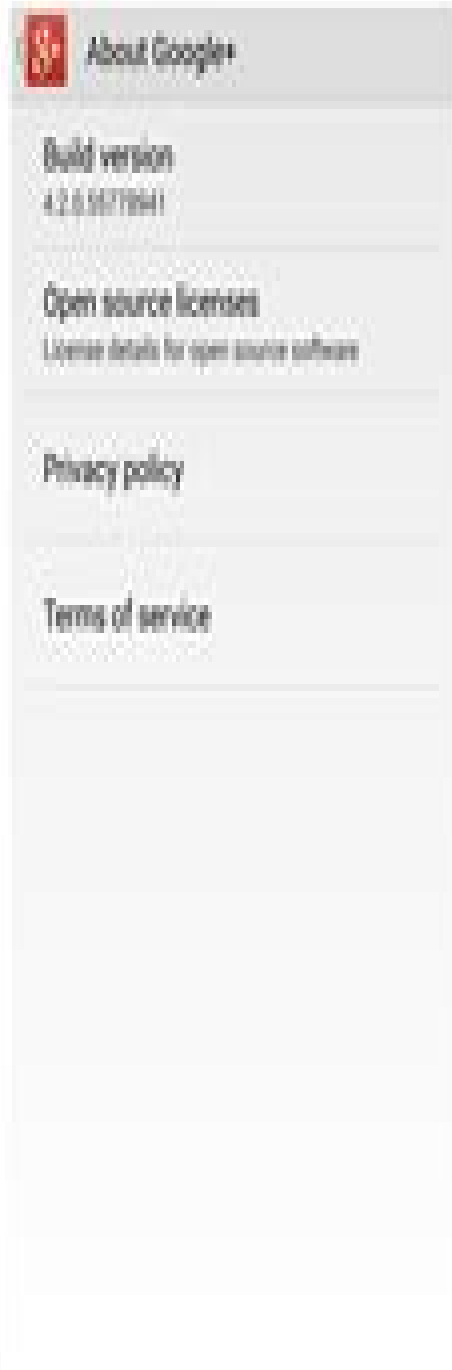 About Google+
Build version
Open source licenses
License details for open source software
Privacy policy
Terms of service